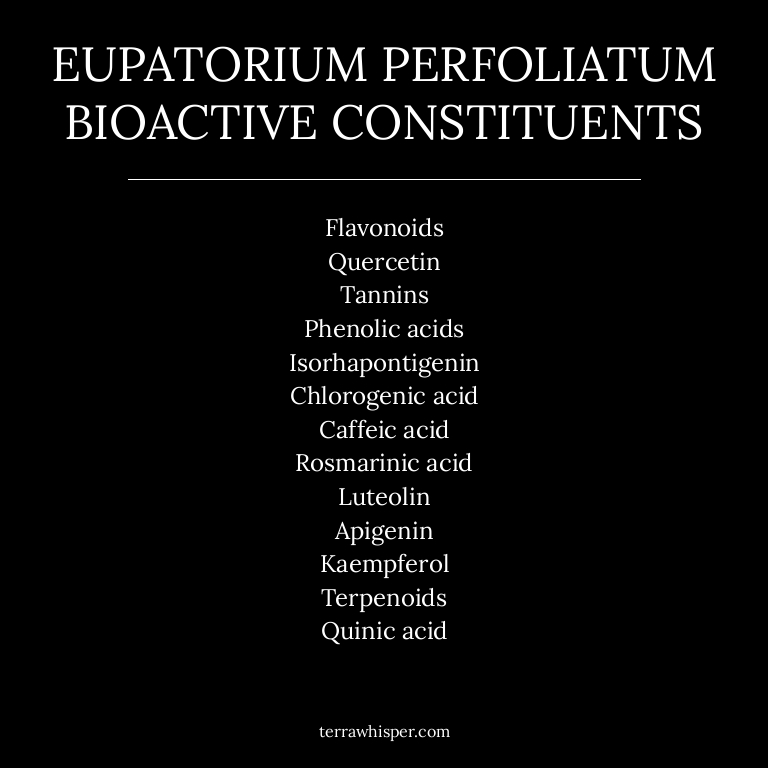 EUPATORIUM PERFOLIATUM
BIOACTIVE CONSTITUENTS
Flavonoids
Quercetin
Tannins
Phenolic acids
Isorhapontigenin
Chlorogenic acid
Caffeic acid
Rosmarinic acid
Luteolin
Apigenin
Kaempferol
Terpenoids
Quinic acid
terrawhisper.com